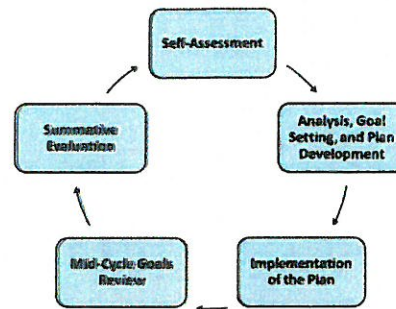 Self-Assessment
Analysis, Goal
Setting, and Plan
Development
Implementation
of the Plan
Mid-Cycle Goals
Review
Summative
Evaluation